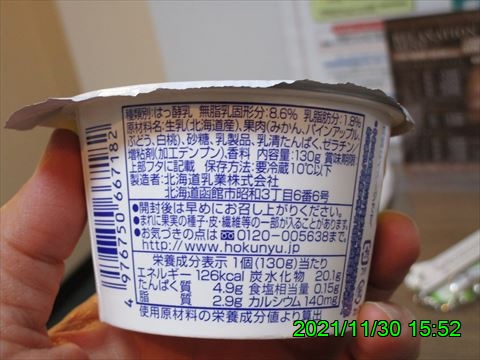 種類別:はっ酵乳 無脂乳固形分:8.6% 乳脂肪分:1.8%
原材料名:生乳(北海道産)、果肉(みかん、パインアップル、
ぶどう、白桃)、砂糖、乳製品、乳清たんぱく、ゼラチン/
増粘剤(加工デンプン)、香料 内容量:130g 賞味期限:
上部フタに記載 保存方法:要冷蔵10℃以下
製造者:北海道乳業株式会社
北海道函館市昭和3丁目6番6号
●開封後は早めにお召し上がりください。
●まれに果実の種子・皮・繊維等の一部が入ることがあります。
●お気づきの点は 0120-005638まで。
http://www.hokunyu.jp
栄養成分表示 1個(130g)当たり
エネルギー 126kcal 炭水化物 20.1g
たんぱく質 4.9g 食塩相当量 0.15g
脂質 2.9g カルシウム 140mg
使用原材料の栄養成分値より算出
4 976750 667182
RELAXATION
2021/11/30 15:52